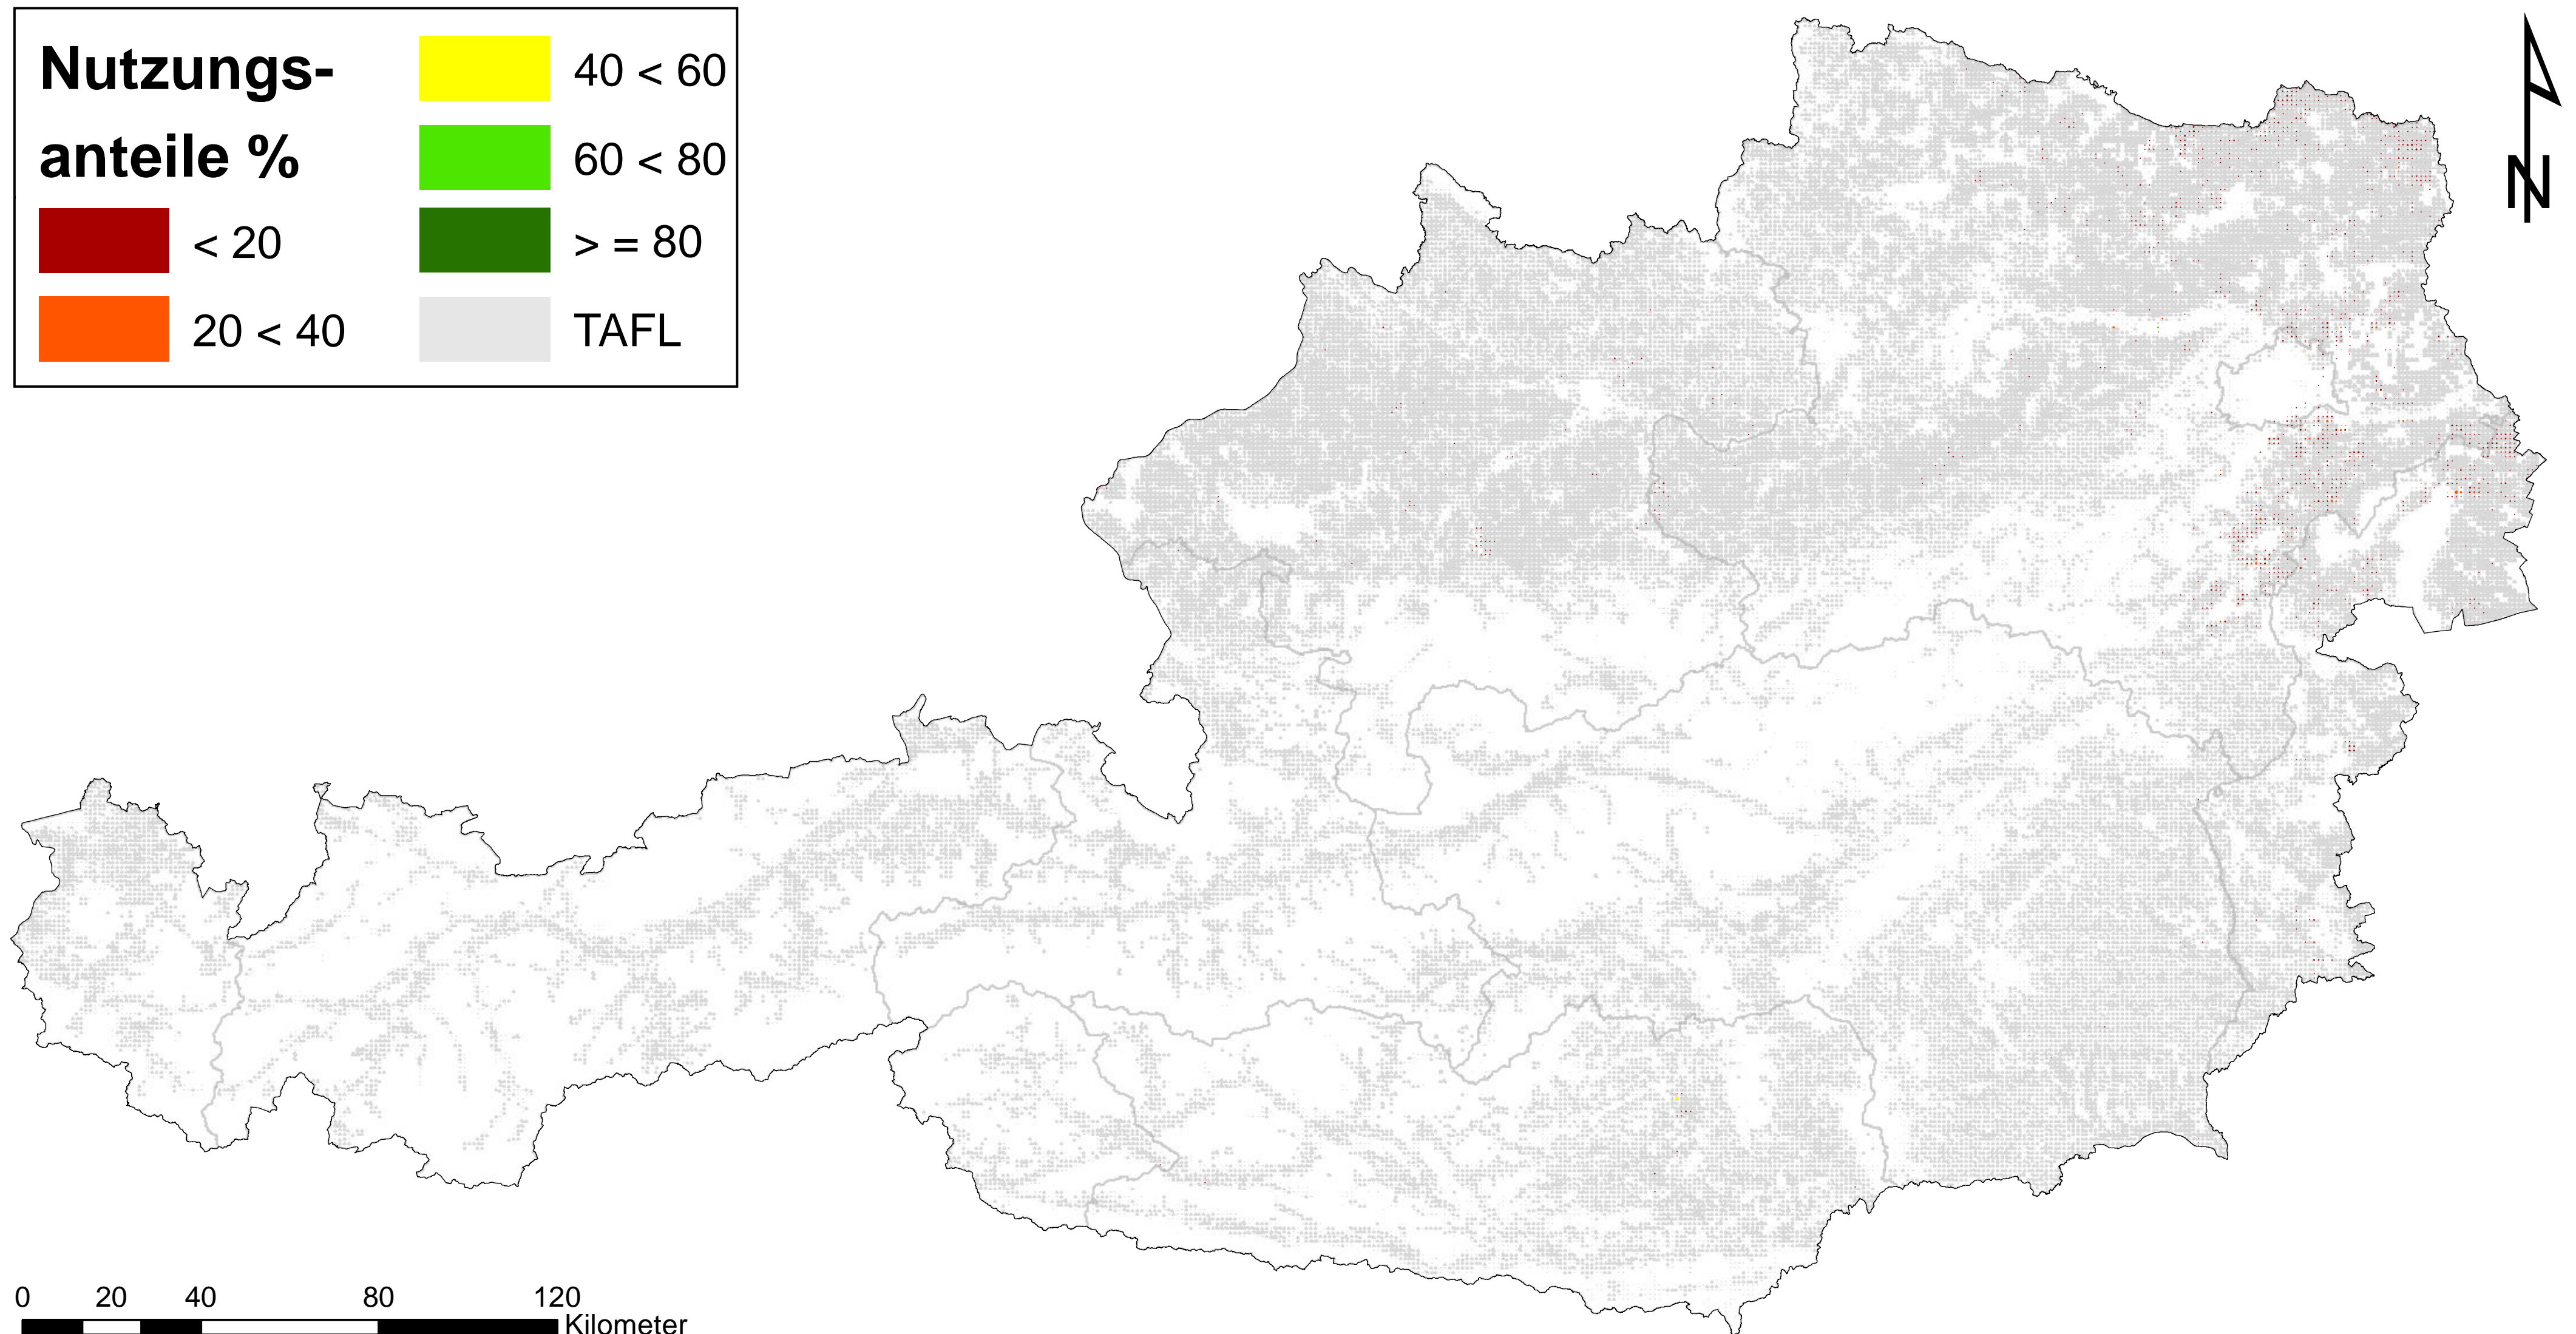 Nutzungs-
anteile %
< 20
20 < 40
40 < 60
60 < 80
> = 80
TAFL
N
0 20 40 80 120
Kilometer